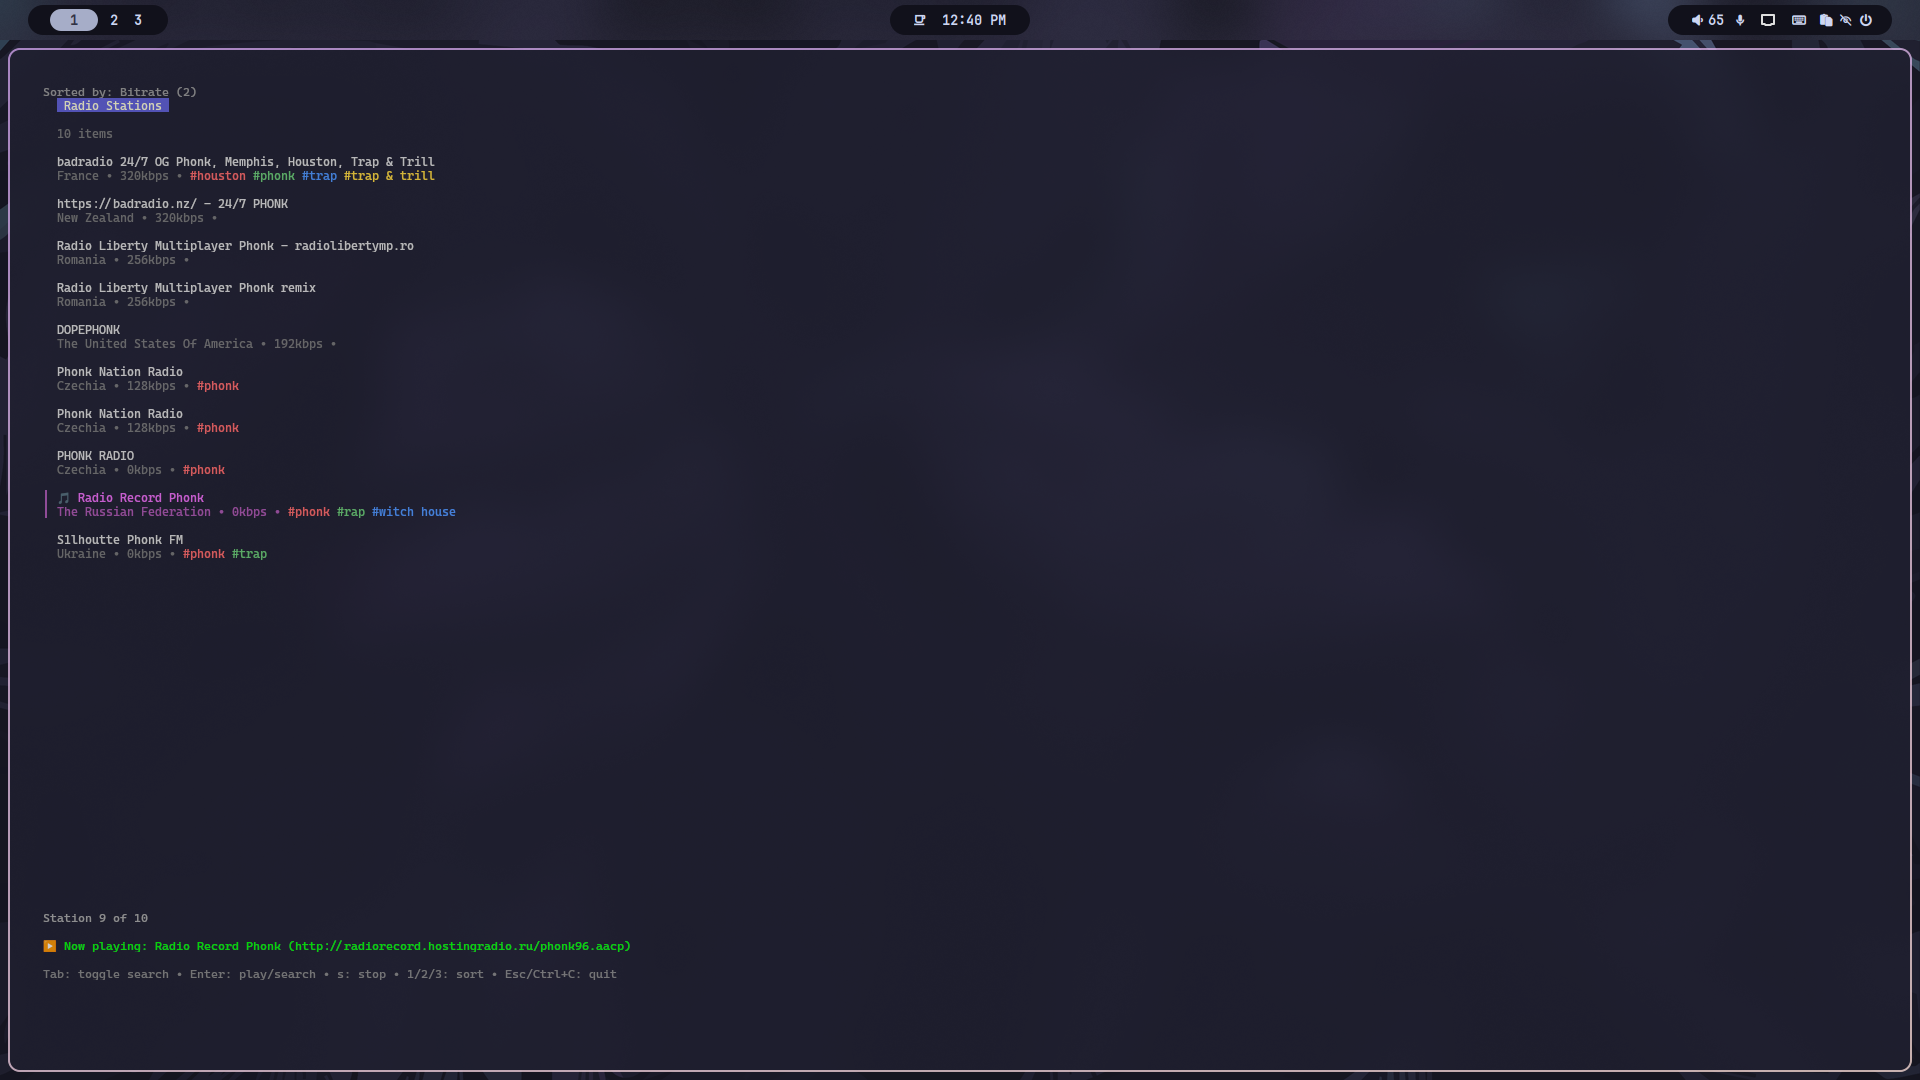 1 2 3
12:40 PM
65
Sorted by: Bitrate (2)
Radio Stations
10 items
badradio 24/7 OG Phonk, Memphis, Houston, Trap & Trill
France • 320kbps • #houston #phonk #trap #trap & trill
https://badradio.nz/ - 24/7 PHONK
New Zealand • 320kbps •
Radio Liberty Multiplayer Phonk - radiolibertymp.ro
Romania • 256kbps •
Radio Liberty Multiplayer Phonk remix
Romania • 256kbps •
DOPEPHONK
The United States Of America • 192kbps •
Phonk Nation Radio
Czechia • 128kbps • #phonk
Phonk Nation Radio
Czechia • 128kbps • #phonk
PHONK RADIO
Czechia • 0kbps • #phonk
🎵 Radio Record Phonk
The Russian Federation • 0kbps • #phonk #rap #witch house
S1lhoutte Phonk FM
Ukraine • 0kbps • #phonk #trap
Station 9 of 10
▶️ Now playing: Radio Record Phonk (http://radiorecord.hostingradio.ru/phonk96.aacp)
Tab: toggle search • Enter: play/search • s: stop • 1/2/3: sort • Esc/Ctrl+C: quit